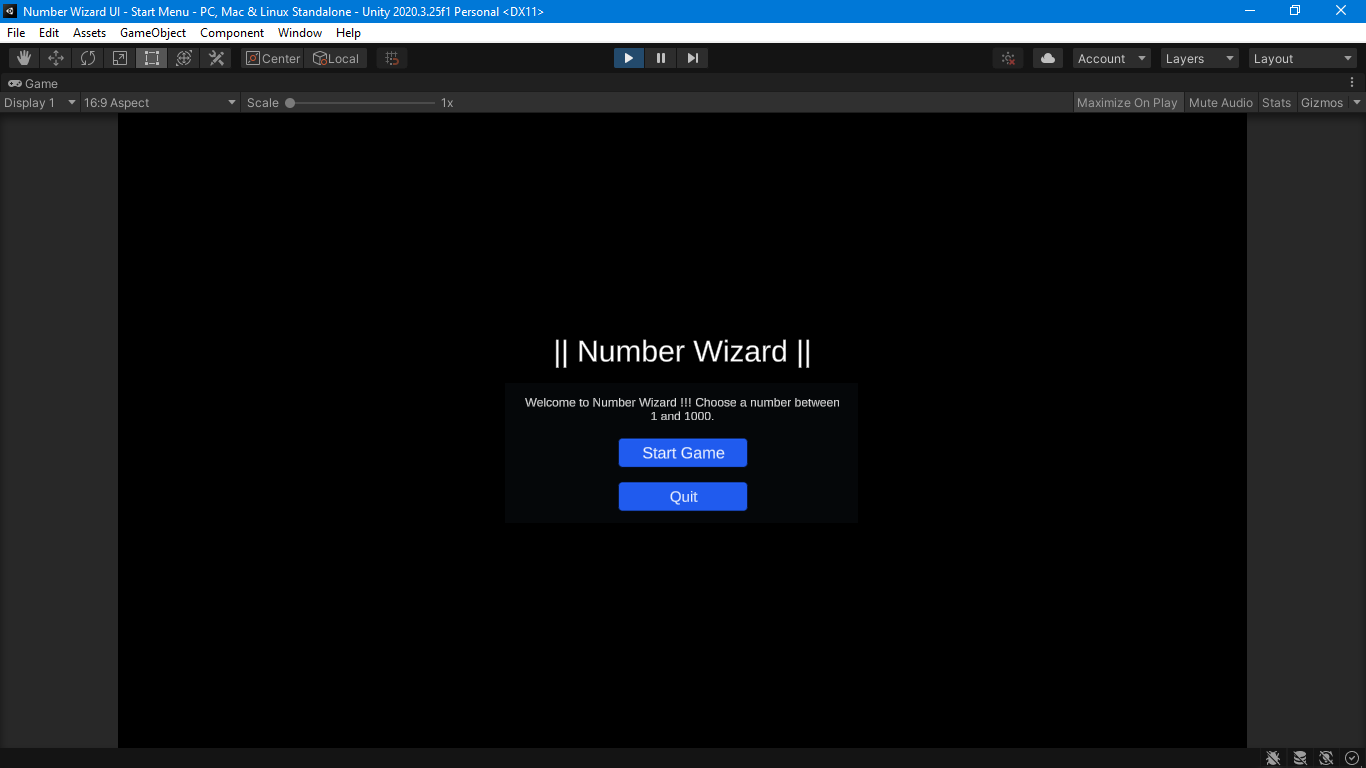 Number Wizard UI - Start Menu - PC, Mac & Linux Standalone - Unity 2020.3.25f1 Personal <DX11>
File Edit Assets GameObject Component Window Help
Center Local Account Layers Layout
Game
Display 1 16:9 Aspect Scale 1x Maximize On Play Mute Audio Stats Gizmos
|| Number Wizard ||
Welcome to Number Wizard !!! Choose a number between
1 and 1000.
Start Game
Quit